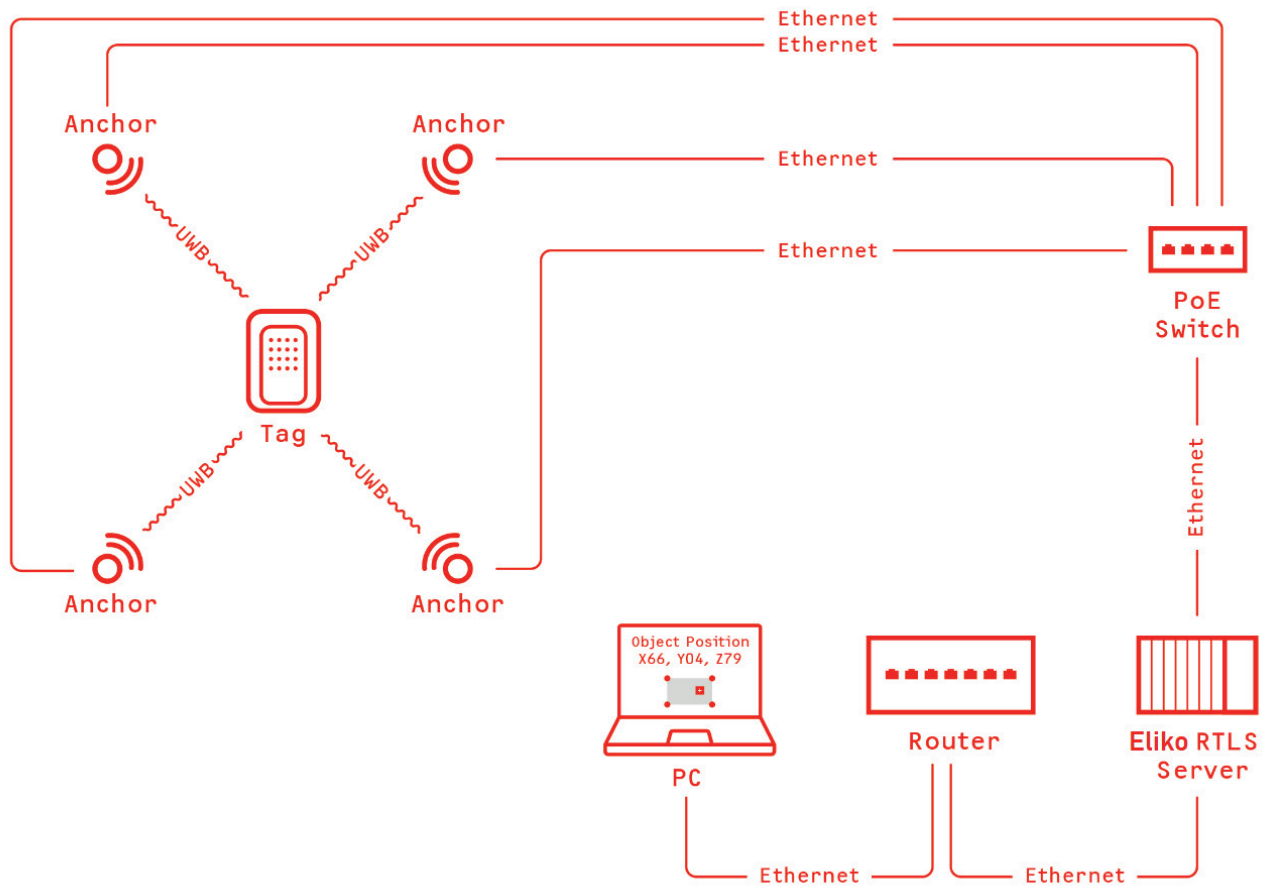 Ethernet
Ethernet
Anchor
Anchor
Ethernet
UWB
UWB
Ethernet
PoE
Switch
Tag
UWB
UWB
Ethernet
Anchor
Anchor
Object Position
X66, Y04, Z79
PC
Router
Eliko RTLS
Server
Ethernet
Ethernet